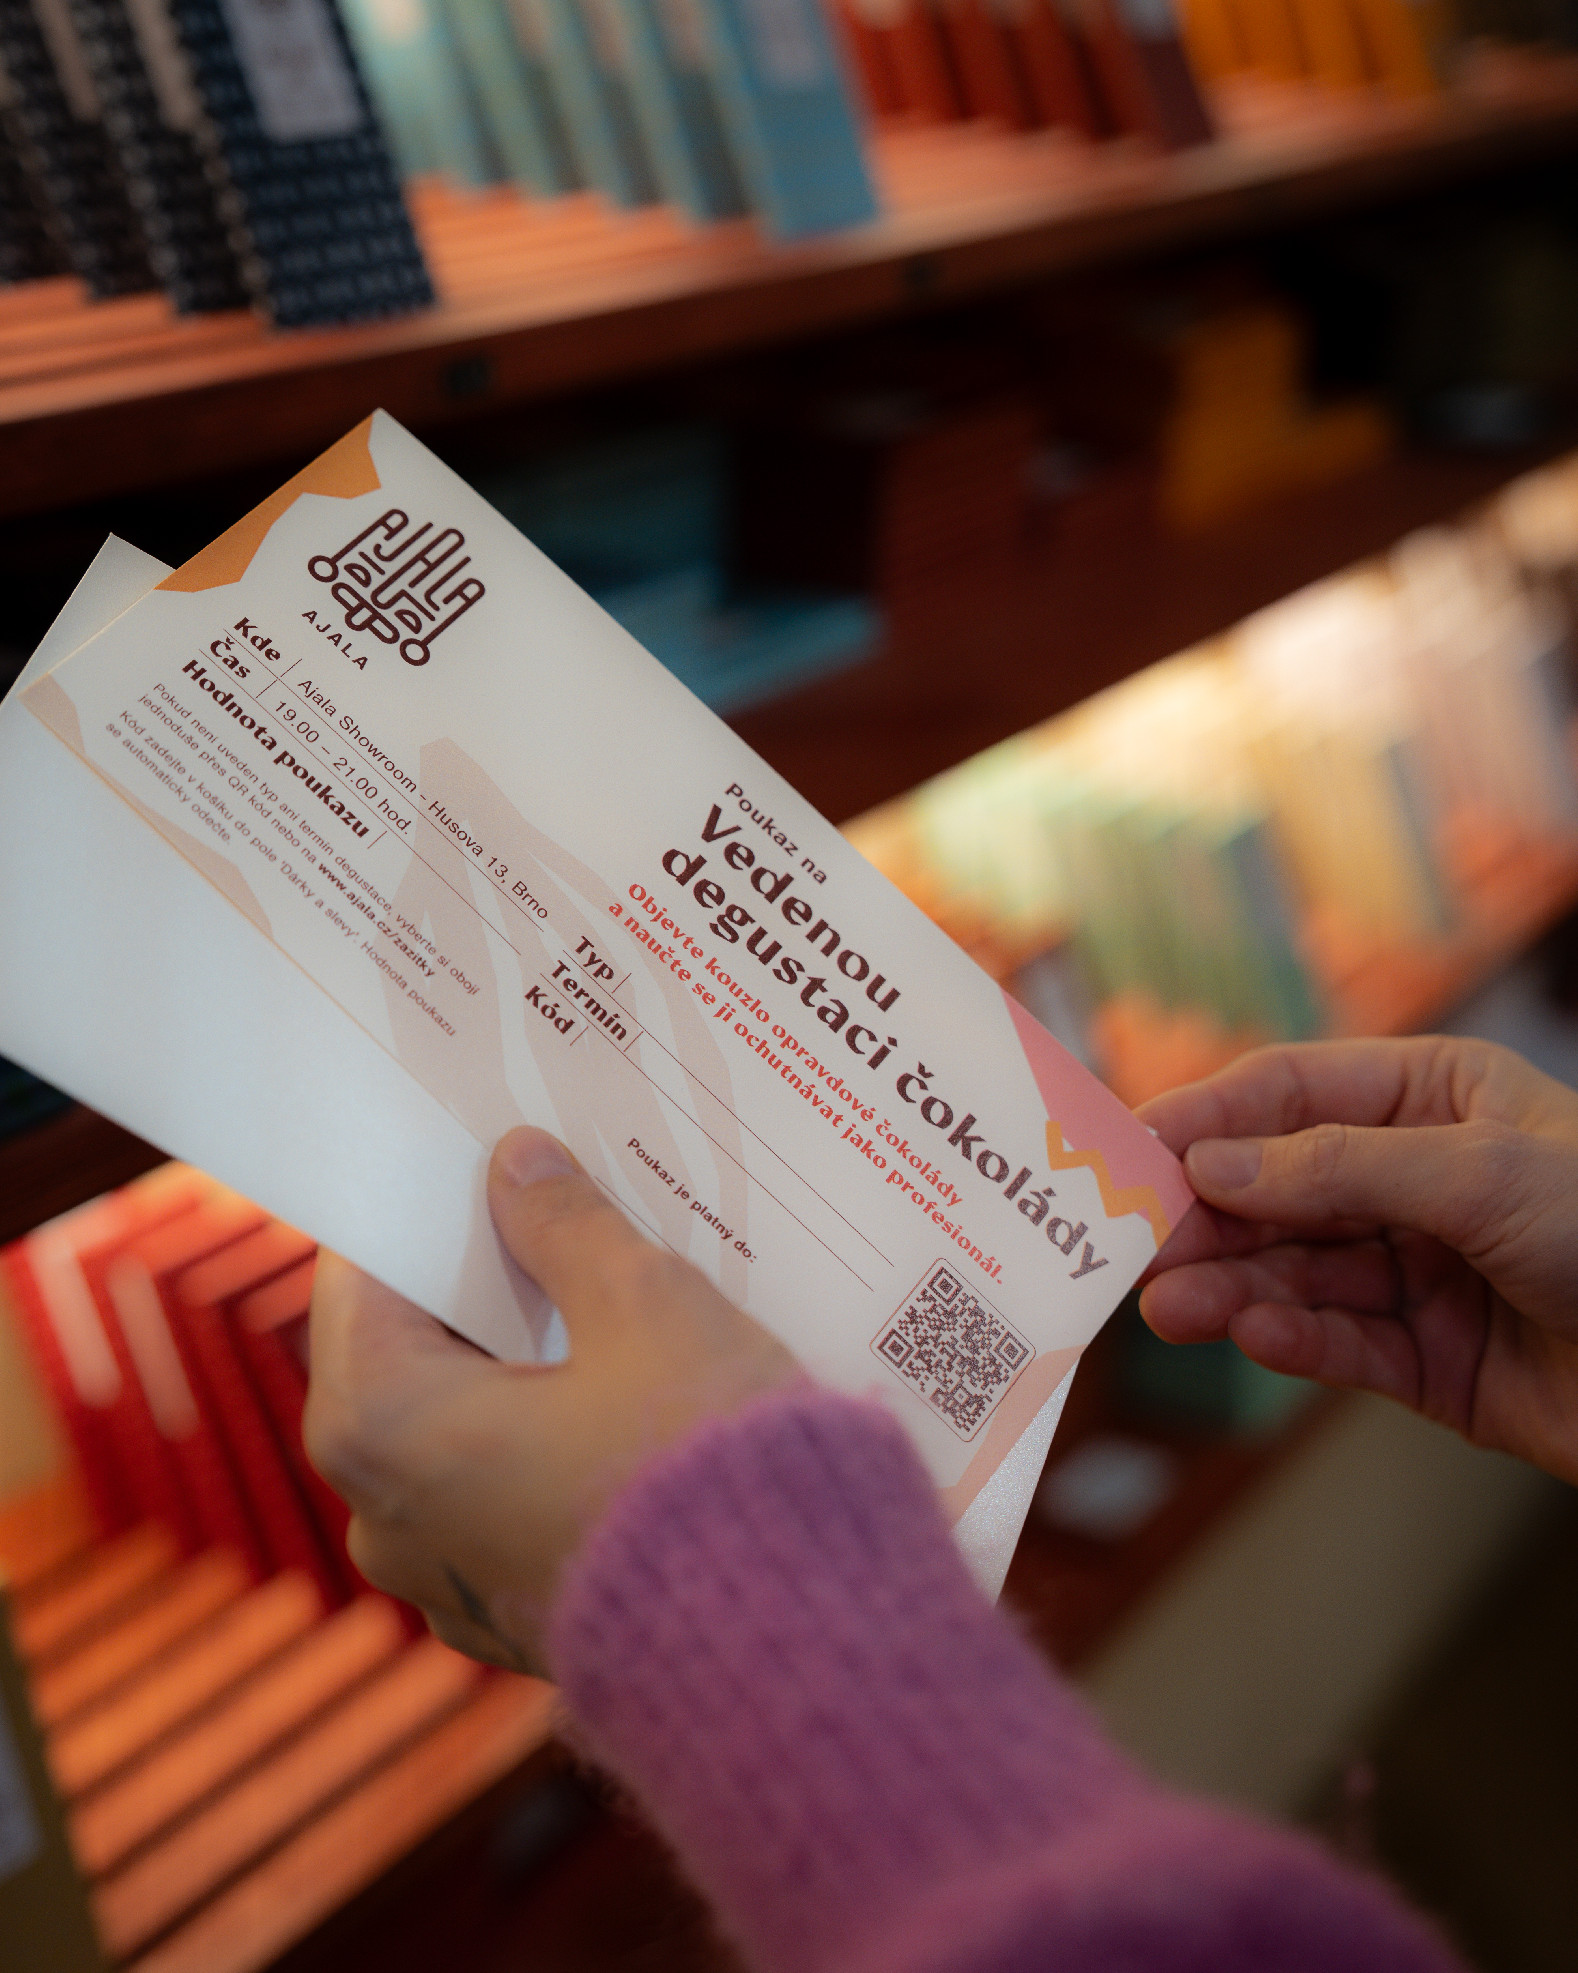 AJALA
AJALA
Poukaz na
Vedenou
degustaci čokolády
Objevte kouzlo opravdové čokolády
a naučte se ji ochutnávat jako profesionál.
Kde | Ajala Showroom – Husova 13, Brno
Čas | 19.00 – 21.00 hod.
Hodnota poukazu |
Typ |
Termín |
Kód |
Pokud není uveden typ ani termín degustace, vyberte si obojí
jednoduše přes QR kód nebo na www.ajala.cz/zazitky
Kód zadejte v košíku do pole 'Dárky a slevy'. Hodnota poukazu
se automaticky odečte.
Poukaz je platný do: